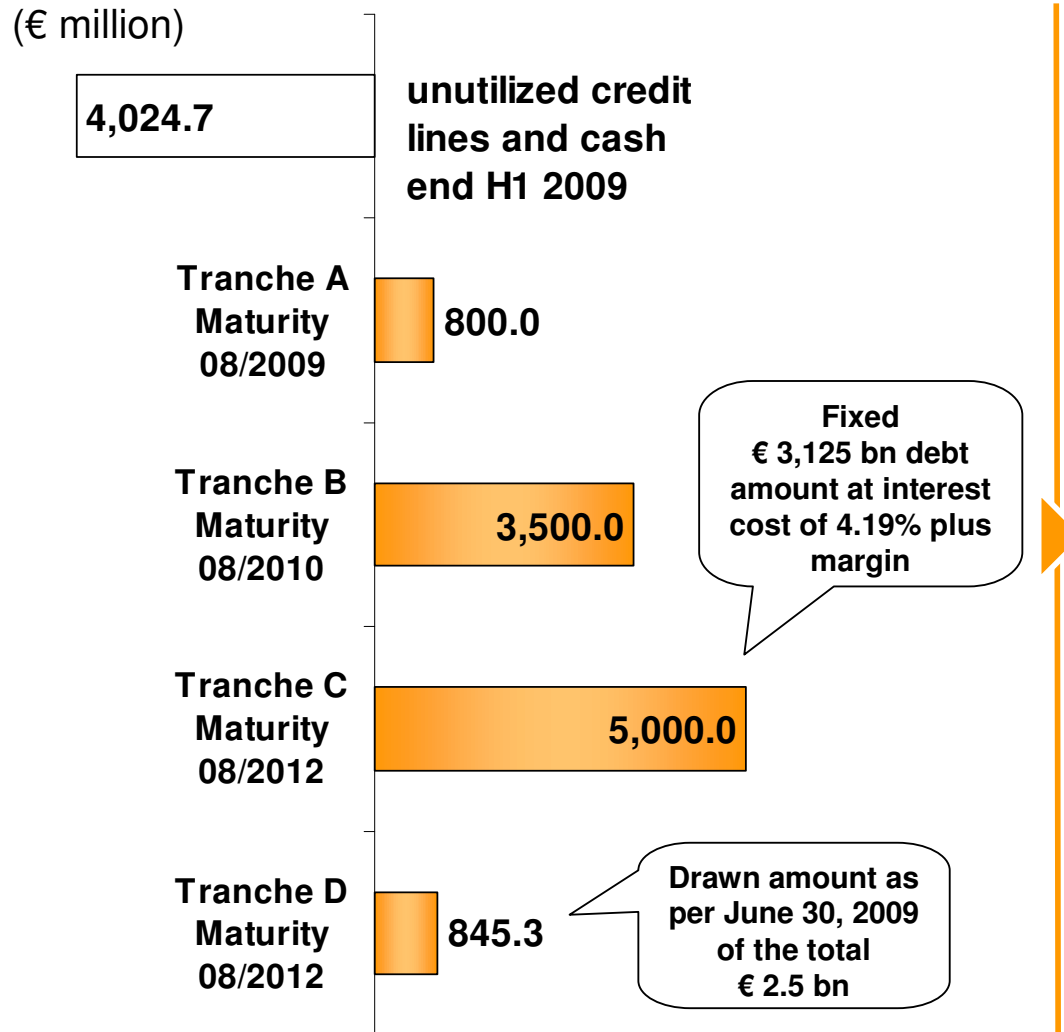 (€ million)
4,024.7
unutilized credit
lines and cash
end H1 2009
Tranche A
Maturity
08/2009
800.0
Tranche B
Maturity
08/2010
3,500.0
Fixed
€ 3,125 bn debt
amount at interest
cost of 4.19% plus
margin
Tranche C
Maturity
08/2012
5,000.0
Tranche D
Maturity
08/2012
845.3
Drawn amount as
per June 30, 2009
of the total
€ 2.5 bn